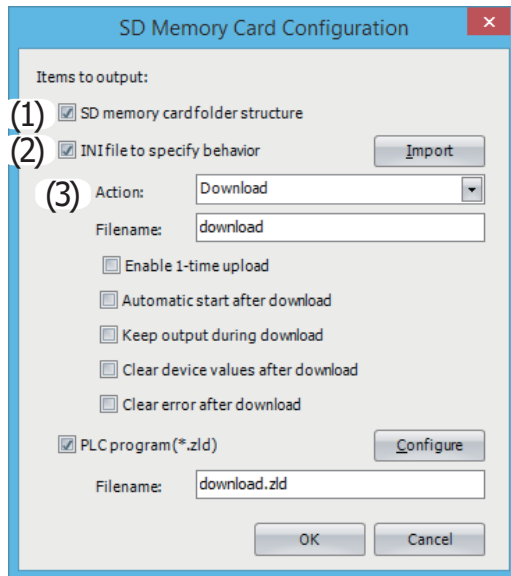 SD Memory Card Configuration
Items to output:
(1) SD memory card folder structure
(2) INI file to specify behavior Import
(3) Action: Download
Filename: download
Enable 1-time upload
Automatic start after download
Keep output during download
Clear device values after download
Clear error after download
PLC program(*.zld) Configure
Filename: download.zld
OK Cancel